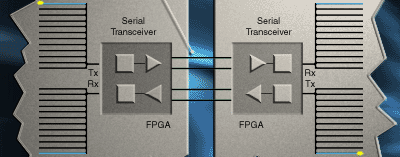 Serial
Transceiver
Tx
Rx
FPGA
Serial
Transceiver
Rx
Tx
FPGA